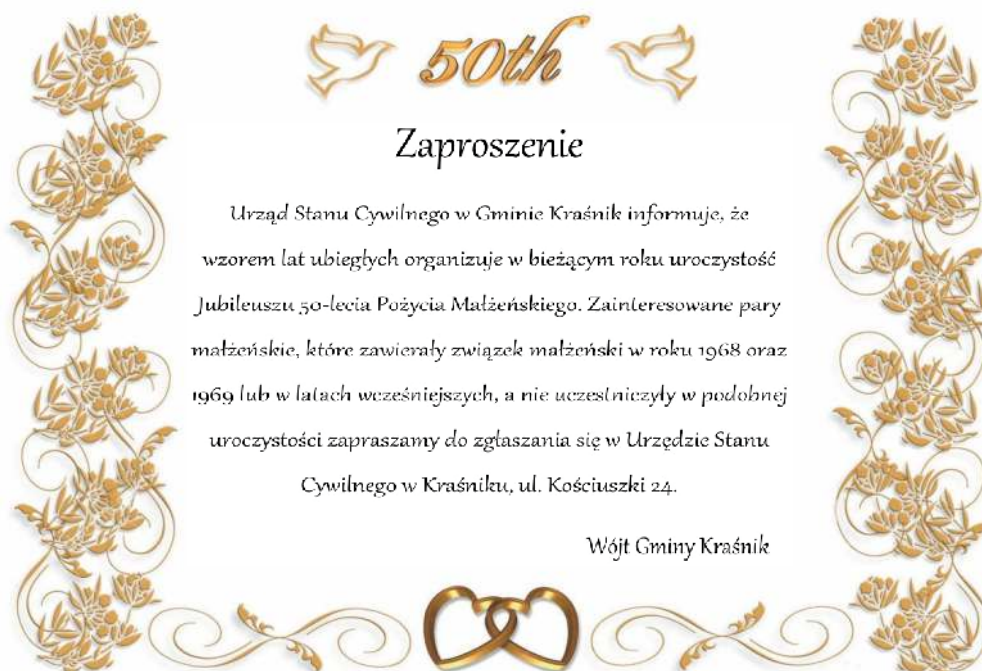 50th
Zaproszenie
Urząd Stanu Cywilnego w Gminie Kraśnik informuje, że
wzorem lat ubiegłych organizuje w bieżącym roku uroczystość
Jubileuszu 50-lecia Pożycia Małżeńskiego. Zainteresowane pary
małżeńskie, które zawierały związek małżeński w roku 1968 oraz
1969 lub w latach wcześniejszych, a nie uczestniczyły w podobnej
uroczystości zapraszamy do zgłaszania się w Urzędzie Stanu
Cywilnego w Kraśniku, ul. Kościuszki 24.
Wójt Gminy Kraśnik